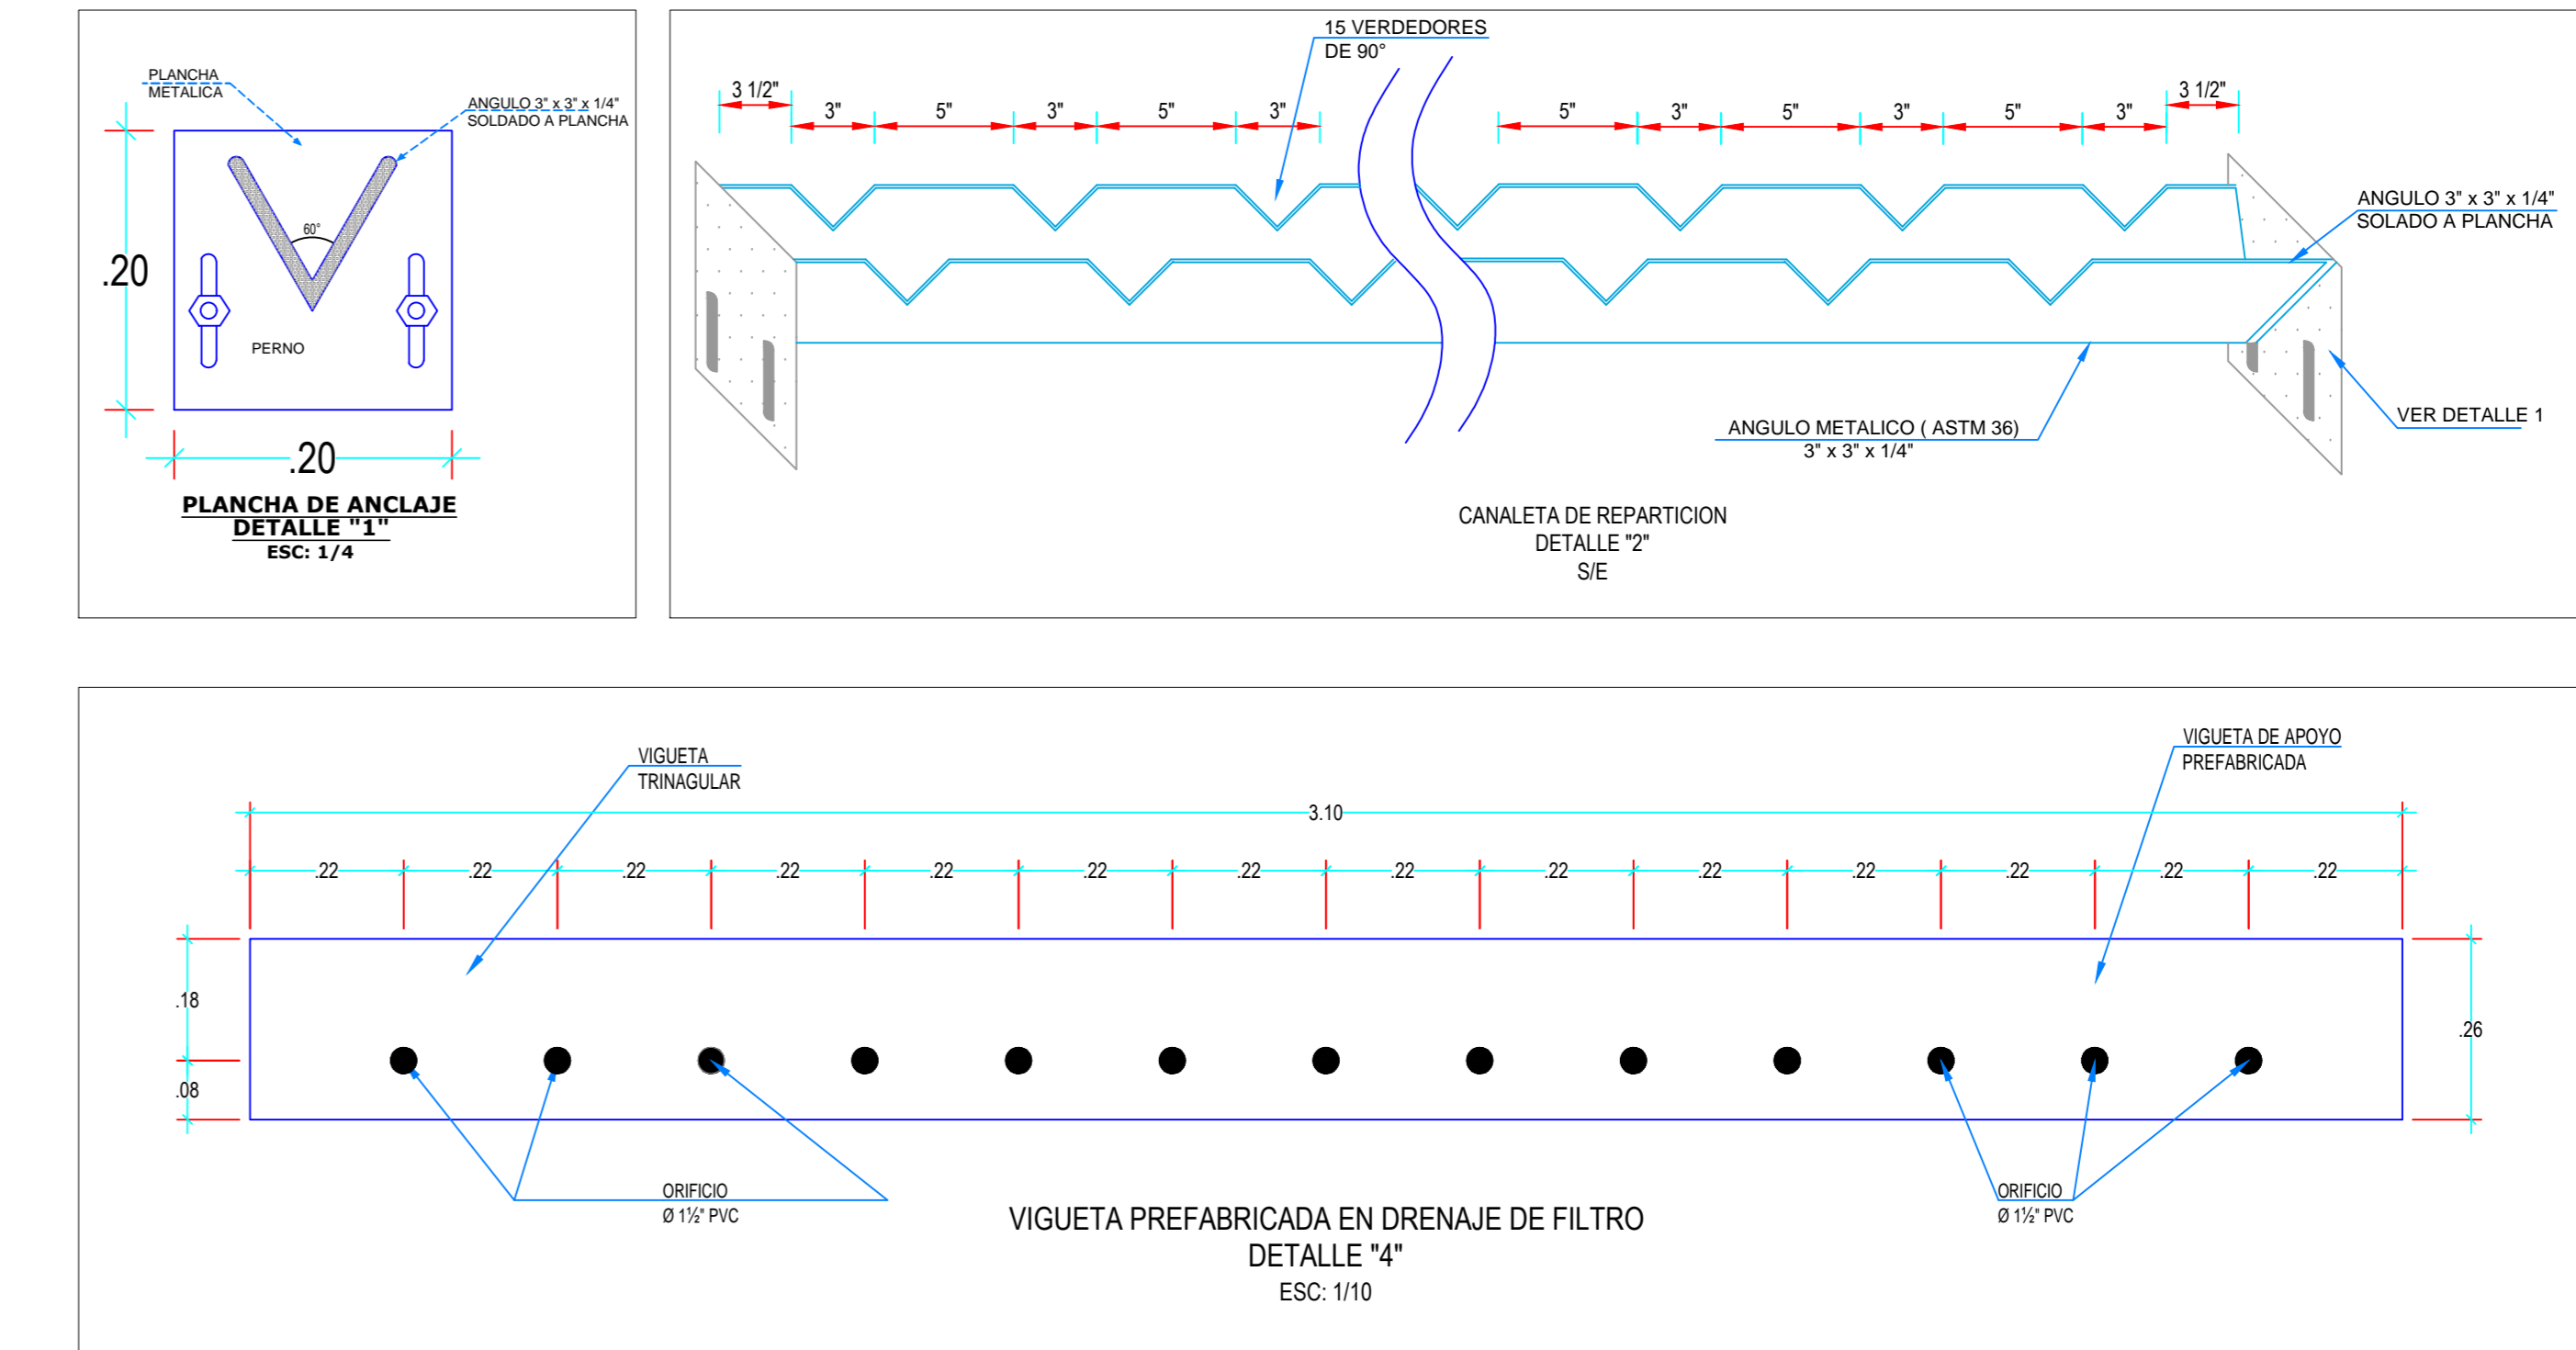 PLANCHA
METALICA
ANGULO 3" x 3" x 1/4"
SOLDADO A PLANCHA
60°
.20
PERNO
.20
PLANCHA DE ANCLAJE
DETALLE "1"
ESC: 1/4
15 VERDEDORES
DE 90°
3 1/2" 3" 5" 3" 5" 3" 5" 3" 5" 3" 5" 3" 3 1/2"
ANGULO 3" x 3" x 1/4"
SOLADO A PLANCHA
VER DETALLE 1
ANGULO METALICO ( ASTM 36)
3" x 3" x 1/4"
CANALETA DE REPARTICION
DETALLE "2"
S/E
VIGUETA
TRINAGULAR
VIGUETA DE APOYO
PREFABRICADA
3.10
.22 .22 .22 .22 .22 .22 .22 .22 .22 .22 .22 .22 .22 .22
.18
.26
.08
ORIFICIO
Ø 1½" PVC
ORIFICIO
Ø 1½" PVC
VIGUETA PREFABRICADA EN DRENAJE DE FILTRO
DETALLE "4"
ESC: 1/10